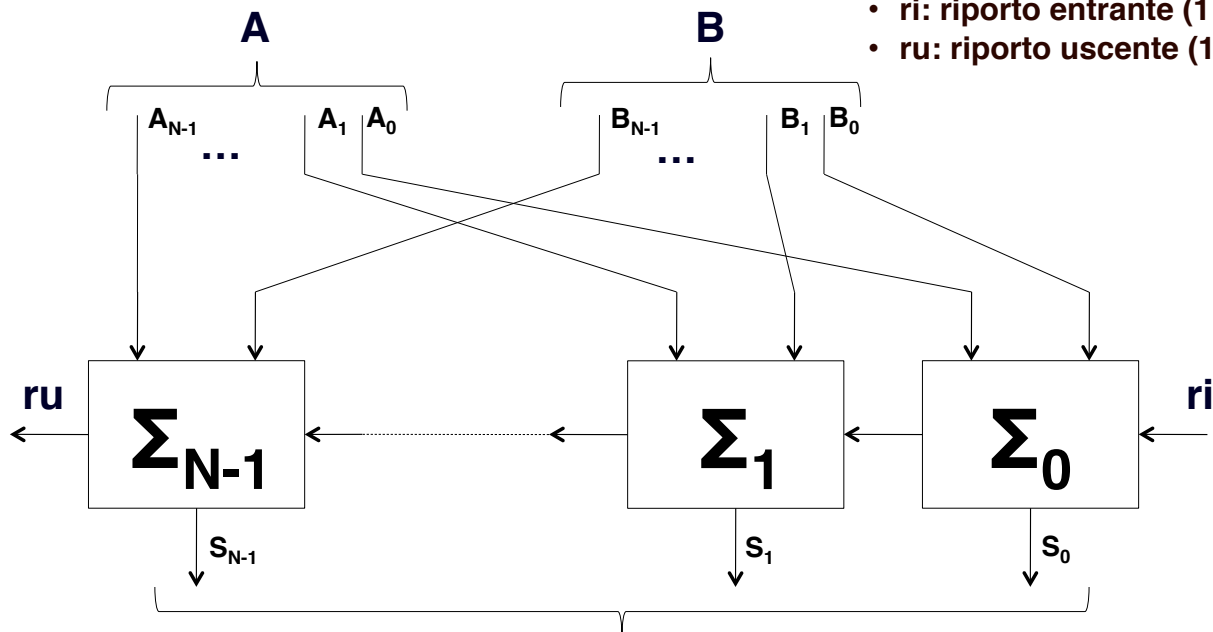 • ri: riporto entrante (1
• ru: riporto uscente (1
A B
A_{N-1} ... A_1 A_0 B_{N-1} ... B_1 B_0
ru Σ_{N-1} Σ_1 Σ_0 ri
S_{N-1} S_1 S_0